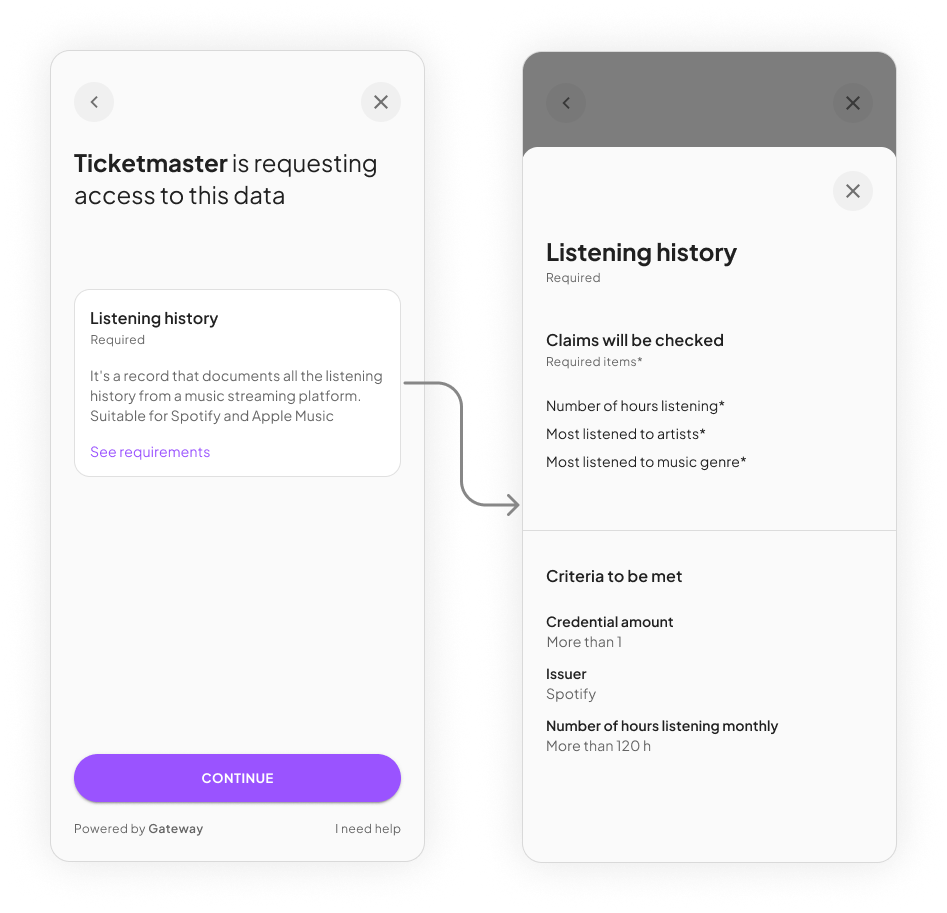 Ticketmaster is requesting
access to this data
Listening history
Required
It's a record that documents all the listening
history from a music streaming platform.
Suitable for Spotify and Apple Music
See requirements
CONTINUE
Powered by Gateway
I need help
Listening history
Required
Claims will be checked
Required items*
Number of hours listening*
Most listened to artists*
Most listened to music genre*
Criteria to be met
Credential amount
More than 1
Issuer
Spotify
Number of hours listening monthly
More than 120 h